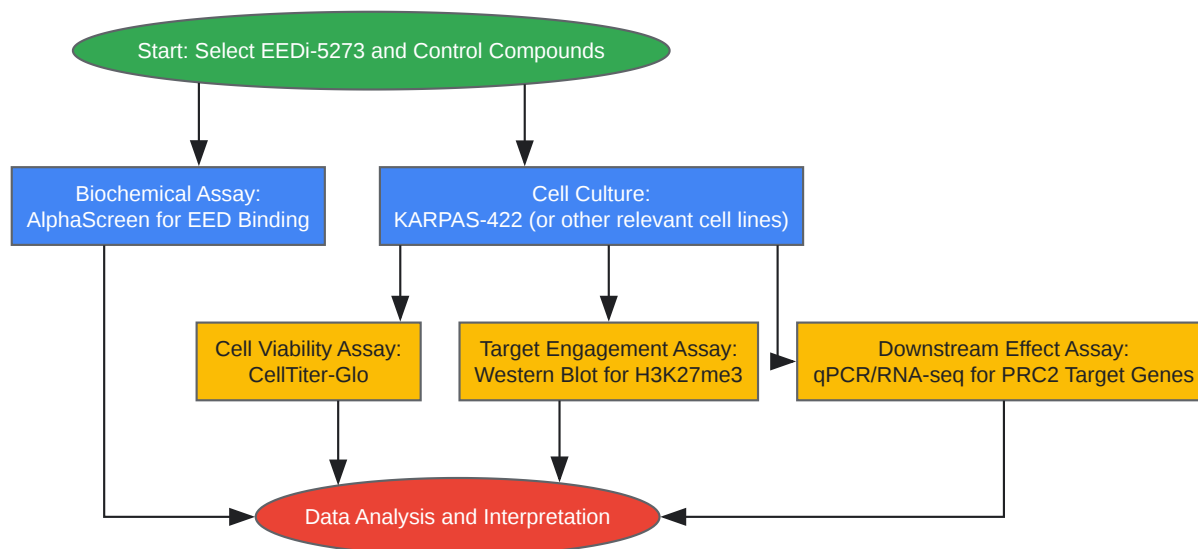 Start: Select EEDi-5273 and Control Compounds
Biochemical Assay:
AlphaScreen for EED Binding
Cell Culture:
KARPAS-422 (or other relevant cell lines)
Cell Viability Assay:
CellTiter-Glo
Target Engagement Assay:
Western Blot for H3K27me3
Downstream Effect Assay:
qPCR/RNA-seq for PRC2 Target Genes
Data Analysis and Interpretation